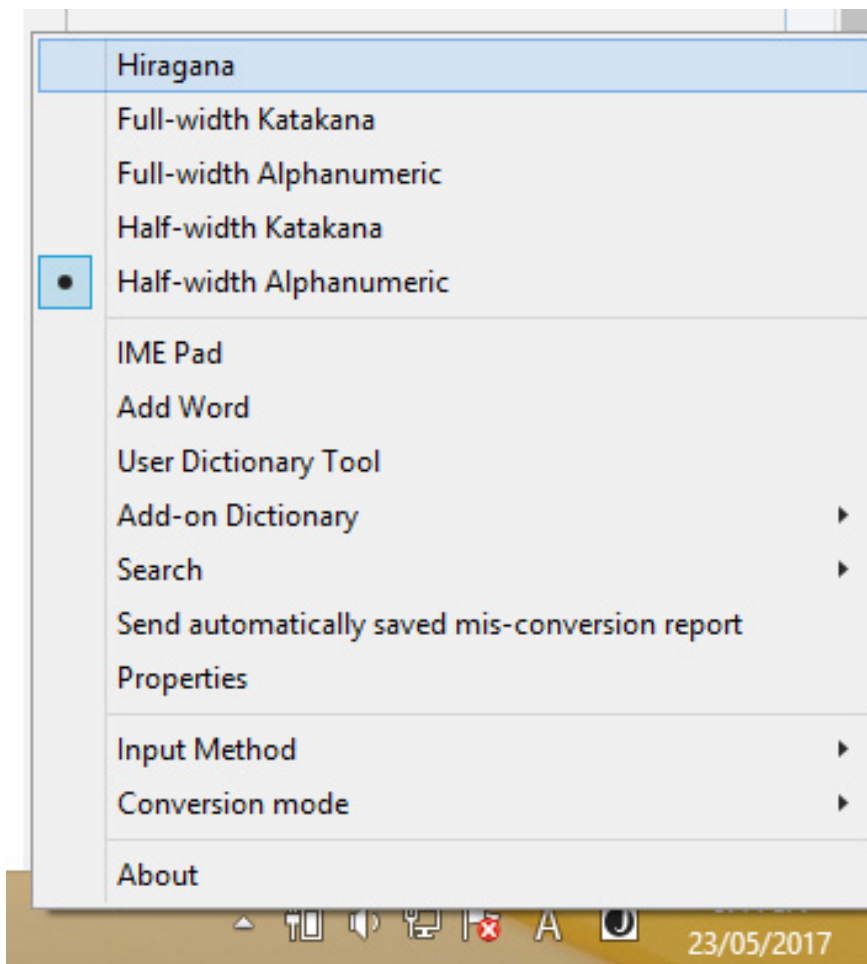 Hiragana
Full-width Katakana
Full-width Alphanumeric
Half-width Katakana
Half-width Alphanumeric
IME Pad
Add Word
User Dictionary Tool
Add-on Dictionary
Search
Send automatically saved mis-conversion report
Properties
Input Method
Conversion mode
About
A J
23/05/2017